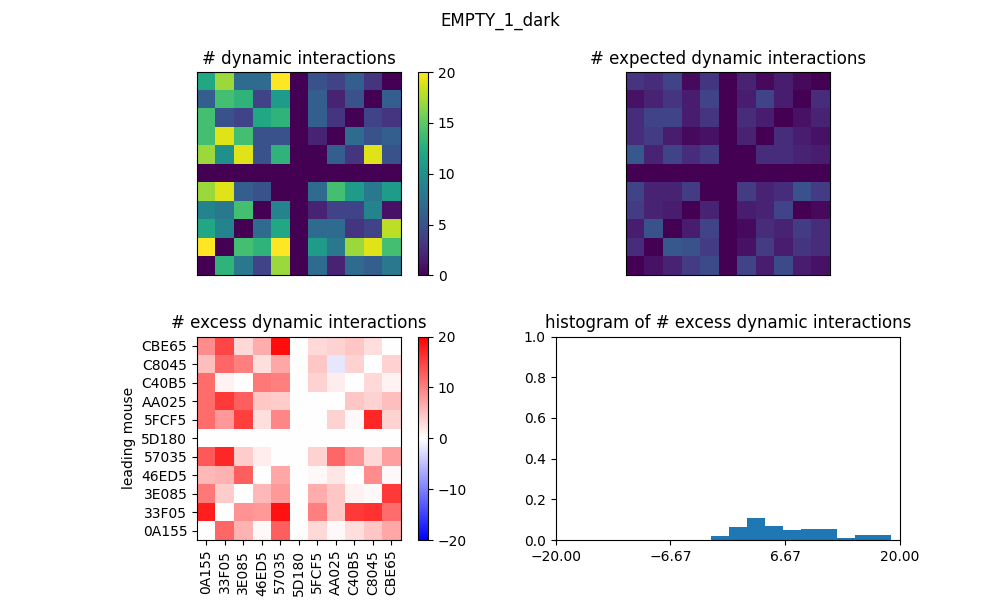 EMPTY_1_dark
# dynamic interactions
# expected dynamic interactions
20
15
10
5
0
# excess dynamic interactions
histogram of # excess dynamic interactions
leading mouse
CBE65
C8045
C40B5
AA025
5FCF5
5D180
57035
46ED5
3E085
33F05
0A155
0A155
33F05
3E085
46ED5
57035
5D180
5FCF5
AA025
C40B5
C8045
CBE65
20
10
0
−10
−20
1.0
0.8
0.6
0.4
0.2
0.0
−20.00
−6.67
6.67
20.00